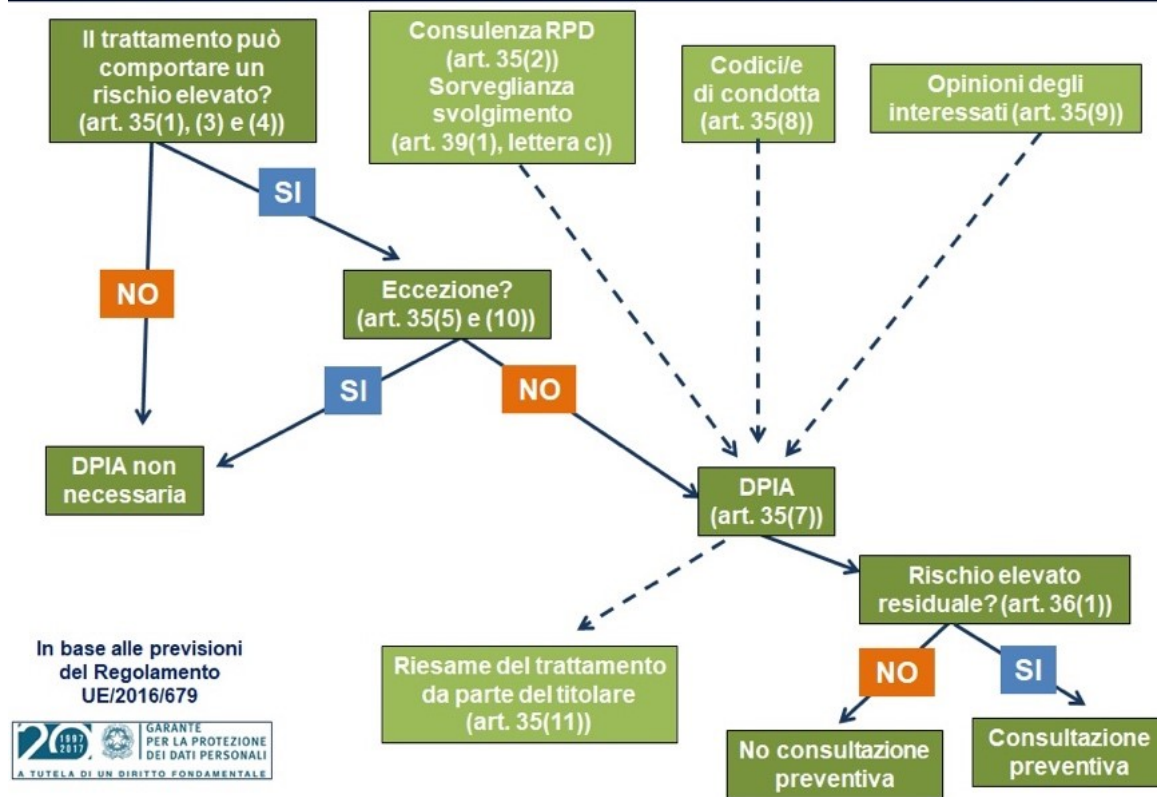 Il trattamento può
comportare un
rischio elevato?
(art. 35(1), (3) e (4))
Consulenza RPD
(art. 35(2))
Sorveglianza
svolgimento
(art. 39(1), lettera c))
Codici/e
di condotta
(art. 35(8))
Opinioni degli
interessati (art. 35(9))
SI
NO
Eccezione?
(art. 35(5) e (10))
SI
NO
DPIA non
necessaria
DPIA
(art. 35(7))
Rischio elevato
residuale? (art. 36(1))
In base alle previsioni
del Regolamento
UE/2016/679
Riesame del trattamento
da parte del titolare
(art. 35(11))
NO
SI
No consultazione
preventiva
Consultazione
preventiva
20
1997
2017
GARANTE
PER LA PROTEZIONE
DEI DATI PERSONALI
A TUTELA DI UN DIRITTO FONDAMENTALE